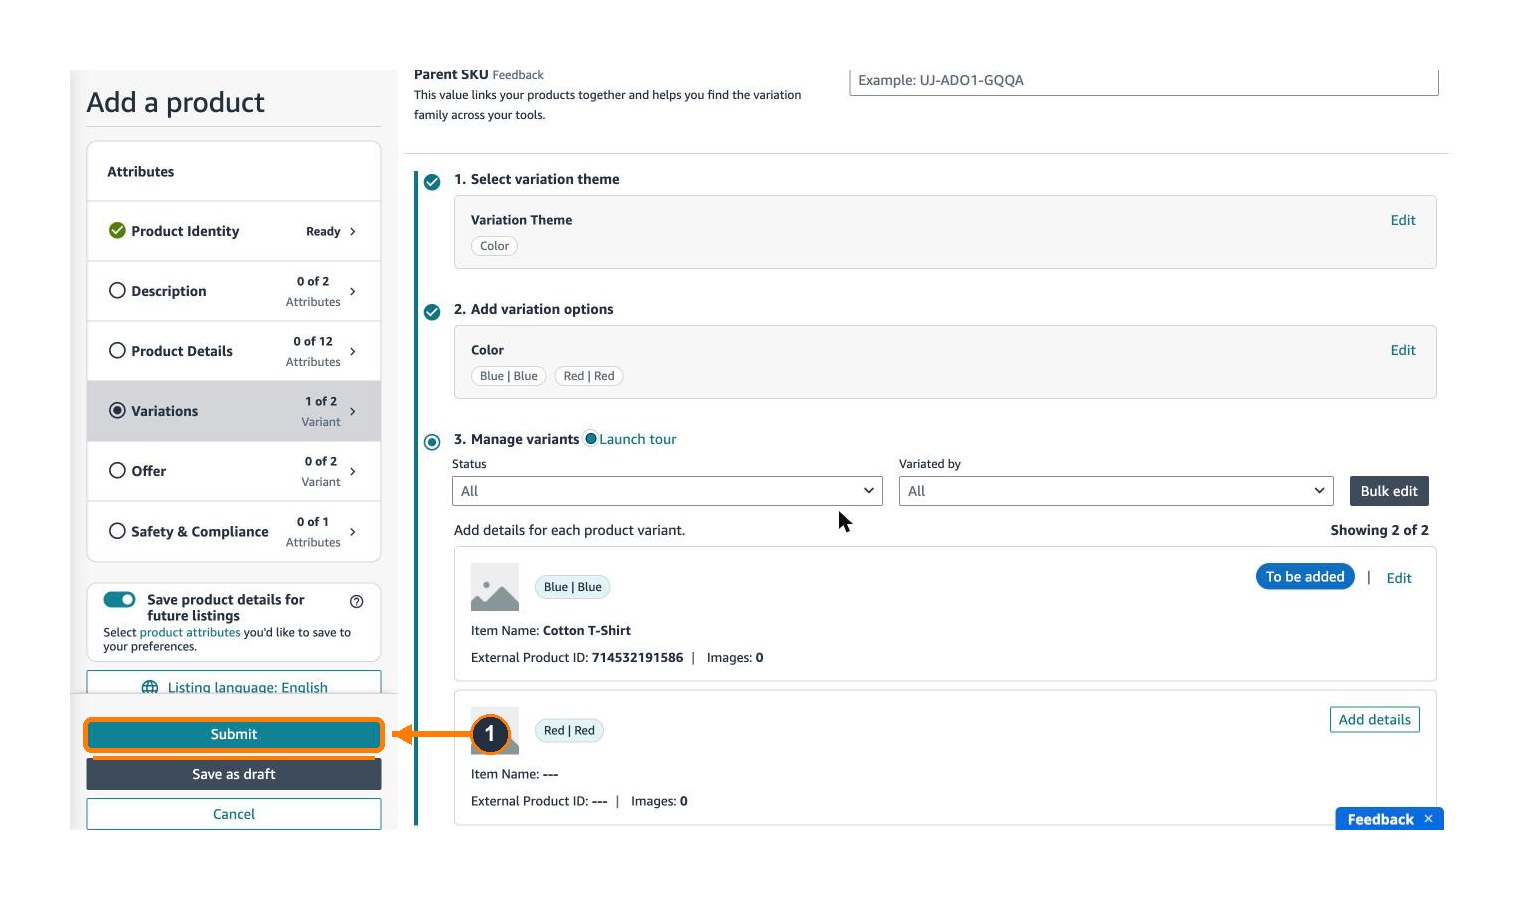 Add a product
Attributes
Product Identity Ready
Description 0 of 2 Attributes
Product Details 0 of 12 Attributes
Variations 1 of 2 Variant
Offer 0 of 2 Variant
Safety & Compliance 0 of 1 Attributes
Save product details for
future listings
Select product attributes you'd like to save to
your preferences.
Listing language: English
Submit
Save as draft
Cancel
1
Parent SKU Feedback
This value links your products together and helps you find the variation
family across your tools.
Example: UJ-ADO1-GQQA
1. Select variation theme
Variation Theme Edit
Color
2. Add variation options
Color Edit
Blue | Blue Red | Red
3. Manage variants Launch tour
Status Variated by
All All Bulk edit
Add details for each product variant. Showing 2 of 2
Blue | Blue To be added | Edit
Item Name: Cotton T-Shirt
External Product ID: 714532191586 | Images: 0
Red | Red Add details
Item Name: ---
External Product ID: --- | Images: 0
Feedback ×